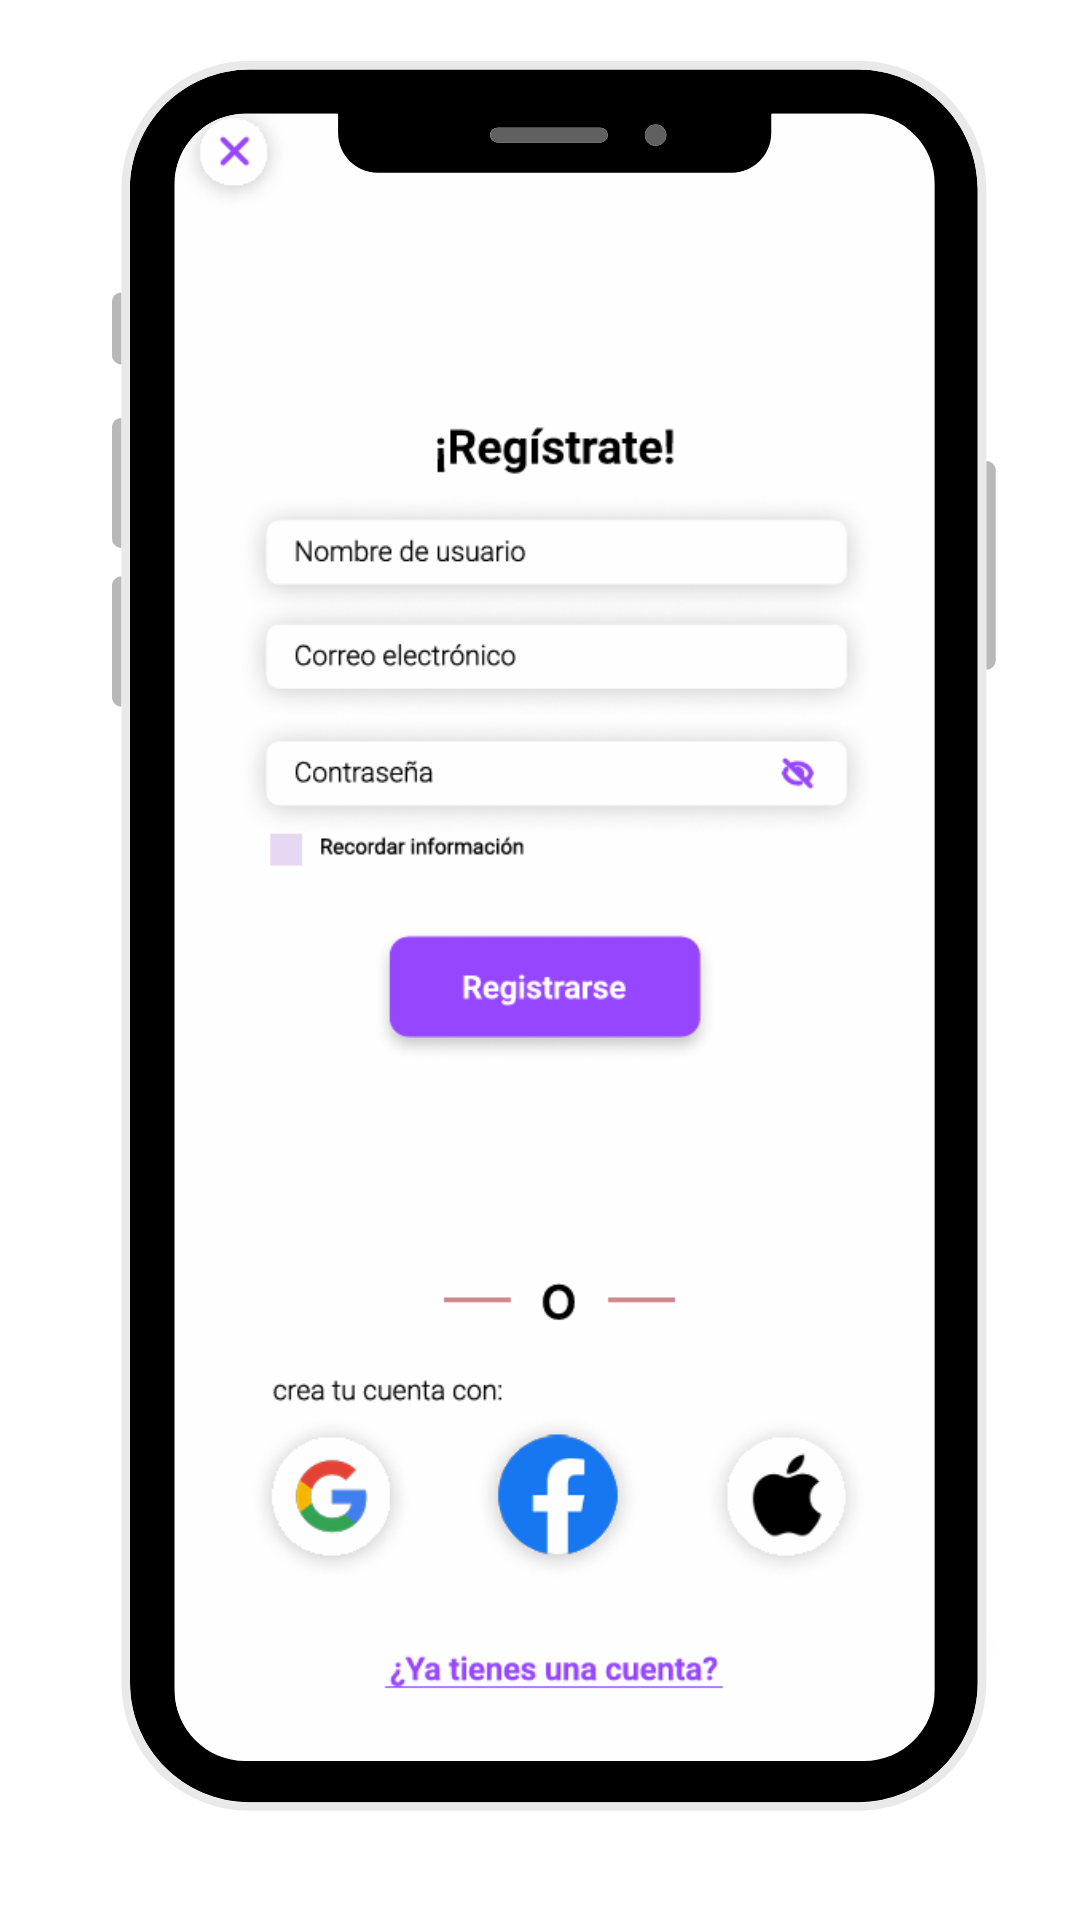 ¡Regístrate!
Nombre de usuario
Correo electrónico
Contraseña
Recordar información
Registrarse
O
crea tu cuenta con:
¿Ya tienes una cuenta?